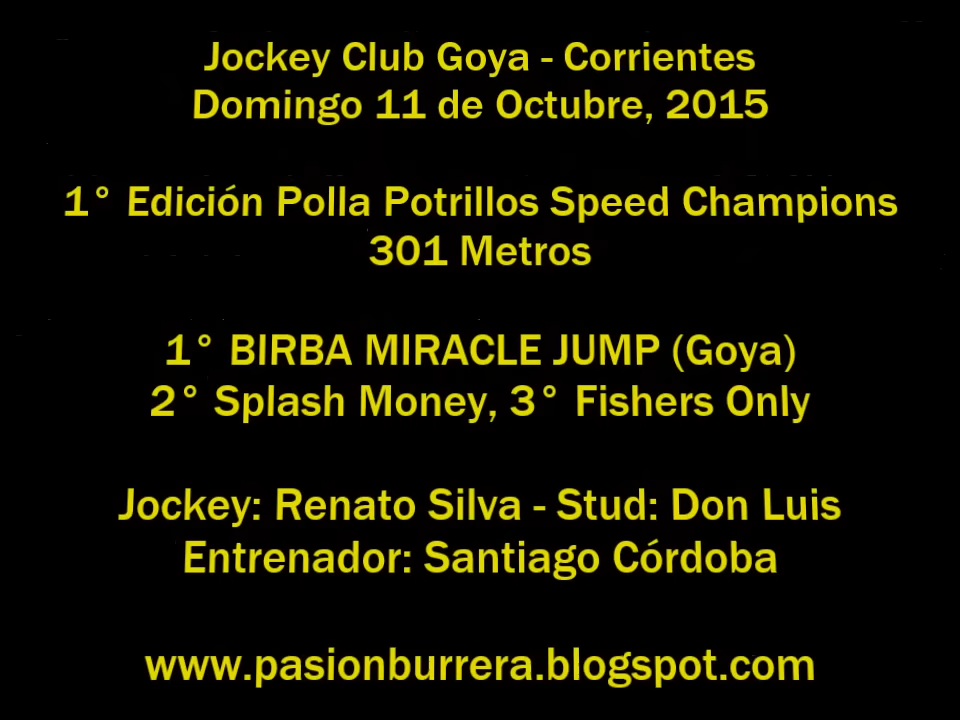 Jockey Club Goya - Corrientes
Domingo 11 de Octubre, 2015
1° Edición Polla Potrillos Speed Champions
301 Metros
1° BIRBA MIRACLE JUMP (Goya)
2° Splash Money, 3° Fishers Only
Jockey: Renato Silva - Stud: Don Luis
Entrenador: Santiago Córdoba
www.pasionburrera.blogspot.com